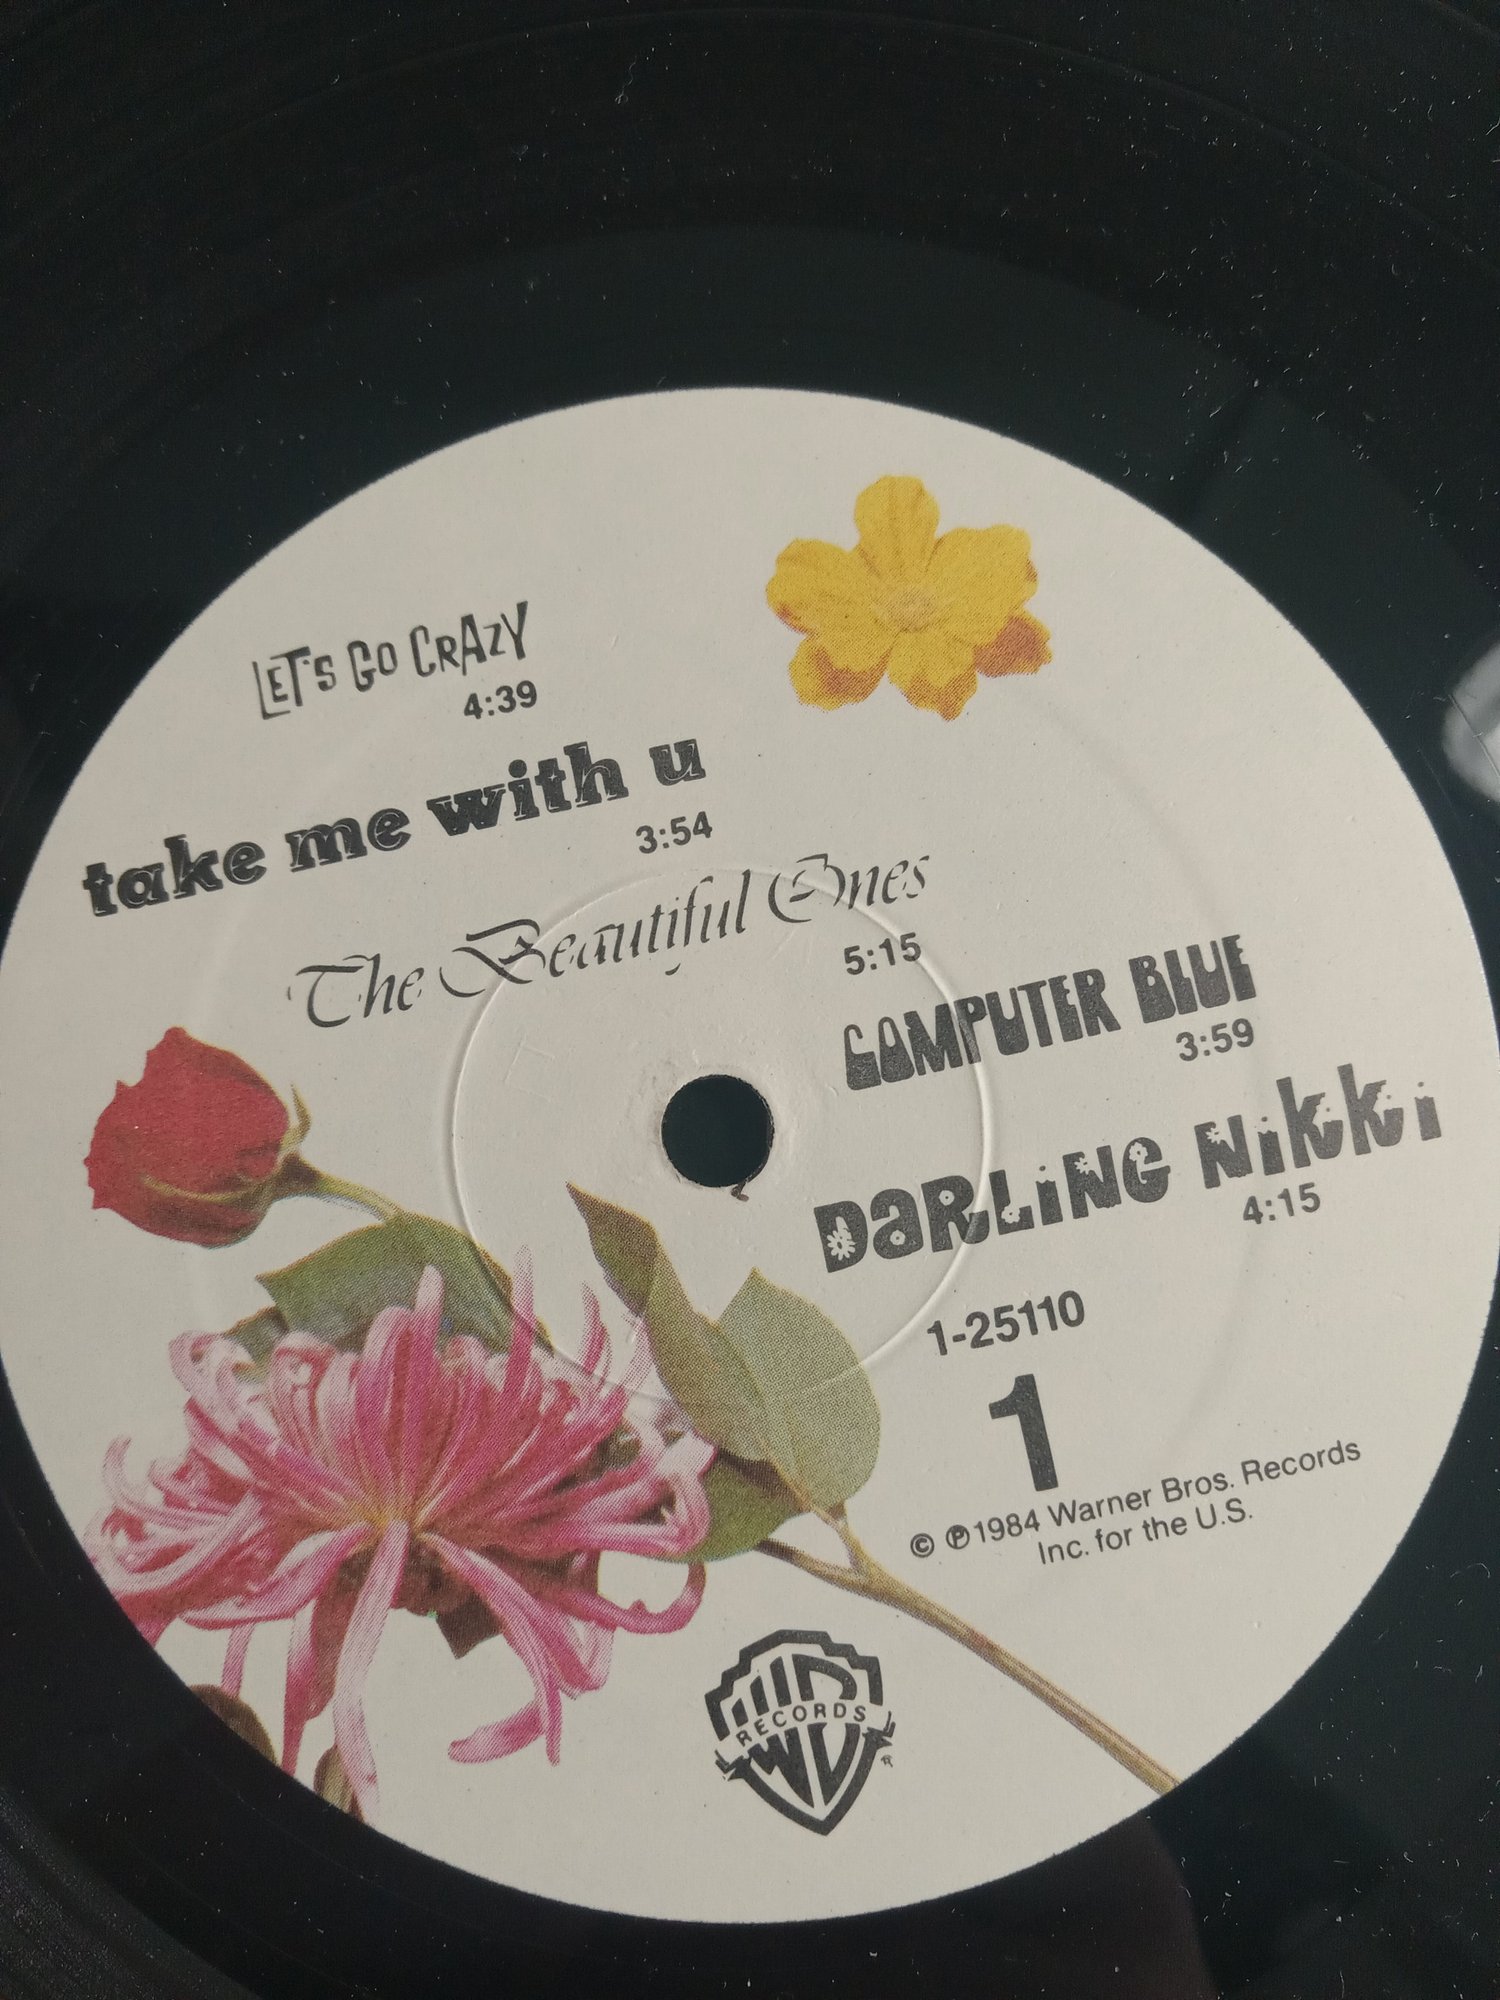 LET'S GO CRAZY
4:39
take me with u
3:54
The Beautiful Ones
5:15
COMPUTER BLUE
3:59
DARLING NIKKI
4:15
1-25110
1
© ℗ 1984 Warner Bros. Records
Inc. for the U.S.
RECORDS
®